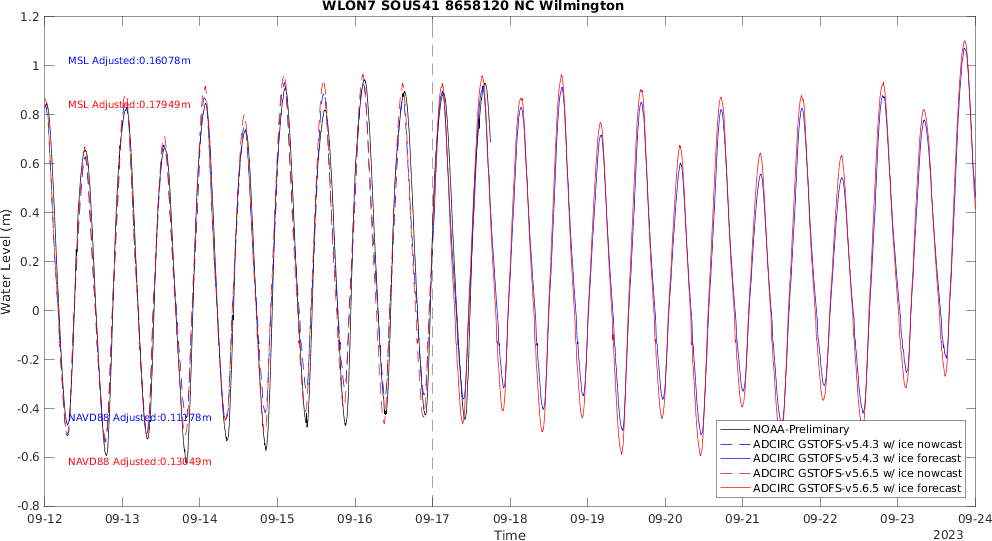 WLON7 SOUS41 8658120 NC Wilmington
1.2
1
0.8
0.6
0.4
0.2
0
-0.2
-0.4
-0.6
-0.8
Water Level (m)
MSL Adjusted:0.16078m
MSL Adjusted:0.17949m
NAVD88 Adjusted:0.11178m
NAVD88 Adjusted:0.13049m
NOAA-Preliminary
ADCIRC GSTOFS-v5.4.3 w/ ice nowcast
ADCIRC GSTOFS-v5.4.3 w/ ice forecast
ADCIRC GSTOFS-v5.6.5 w/ ice nowcast
ADCIRC GSTOFS-v5.6.5 w/ ice forecast
09-12 09-13 09-14 09-15 09-16 09-17 09-18 09-19 09-20 09-21 09-22 09-23 09-24
Time
2023